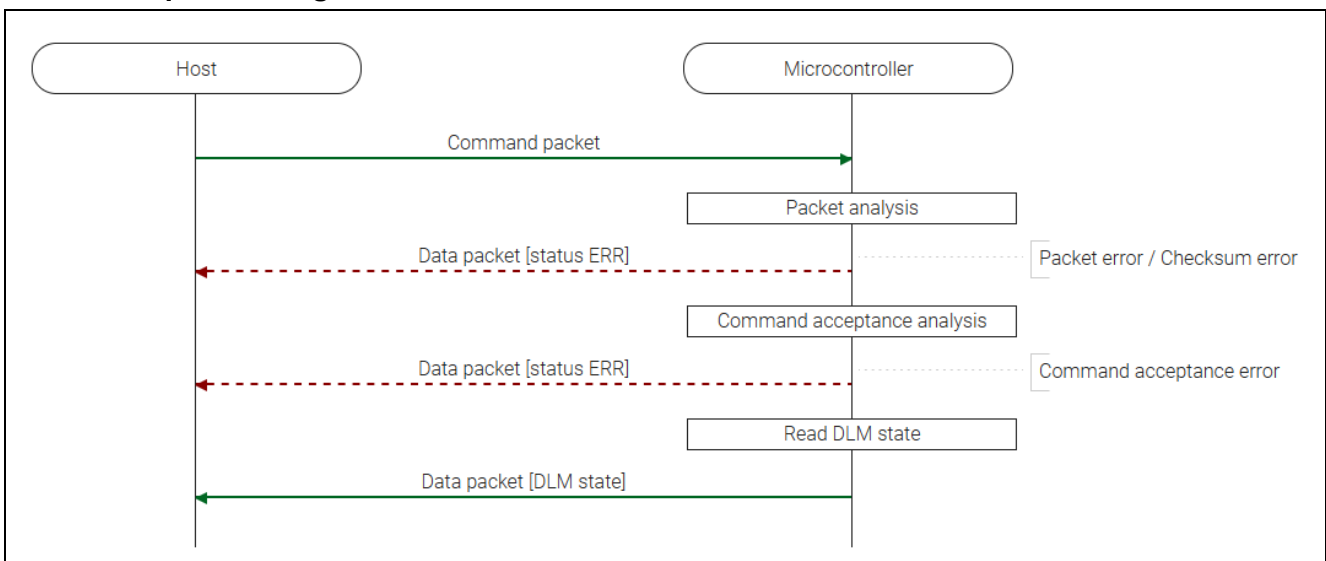 Host
Microcontroller
Command packet
Packet analysis
Data packet [status ERR]
Packet error / Checksum error
Command acceptance analysis
Data packet [status ERR]
Command acceptance error
Read DLM state
Data packet [DLM state]